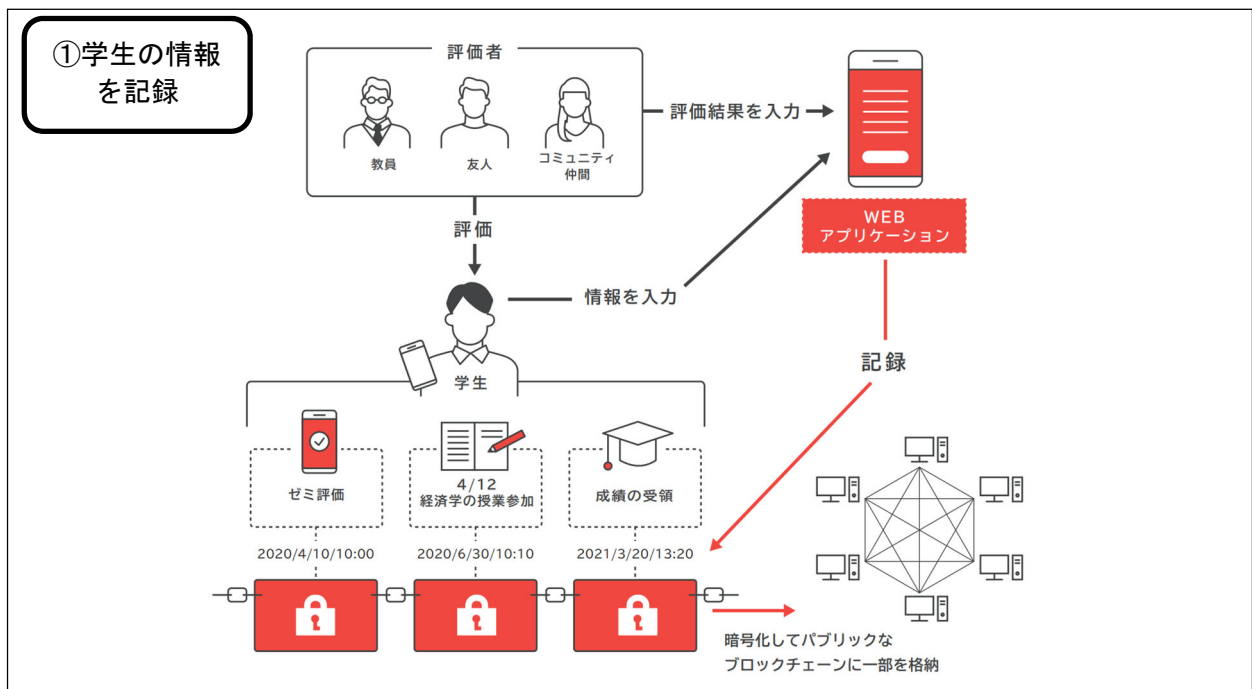 ①学生の情報
を記録
評価者
教員
友人
コミュニティ
仲間
評価結果を入力
WEB
アプリケーション
評価
情報を入力
学生
記録
ゼミ評価
4/12
経済学の授業参加
成績の受領
2020/4/10/10:00
2020/6/30/10:10
2021/3/20/13:20
暗号化してパブリックな
ブロックチェーンに一部を格納